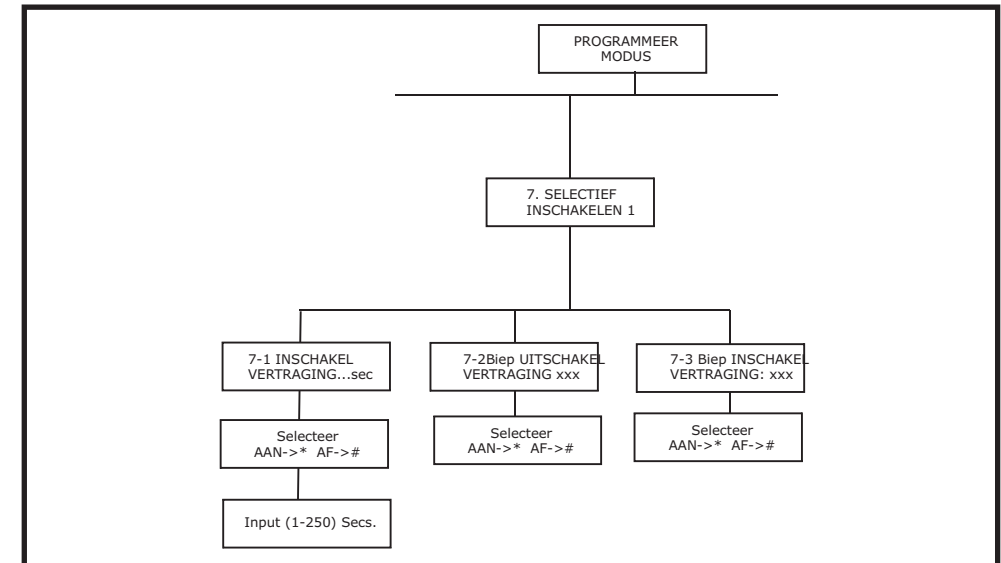 PROGRAMMEER
MODUS
7. SELECTIEF
INSCHAKELEN 1
7-1 INSCHAKEL
VERTRAGING...sec
7-2Biep UITSCHAKEL
VERTRAGING xxx
7-3 Biep INSCHAKEL
VERTRAGING: xxx
Selecteer
AAN->* AF->#
Selecteer
AAN->* AF->#
Selecteer
AAN->* AF->#
Input (1-250) Secs.